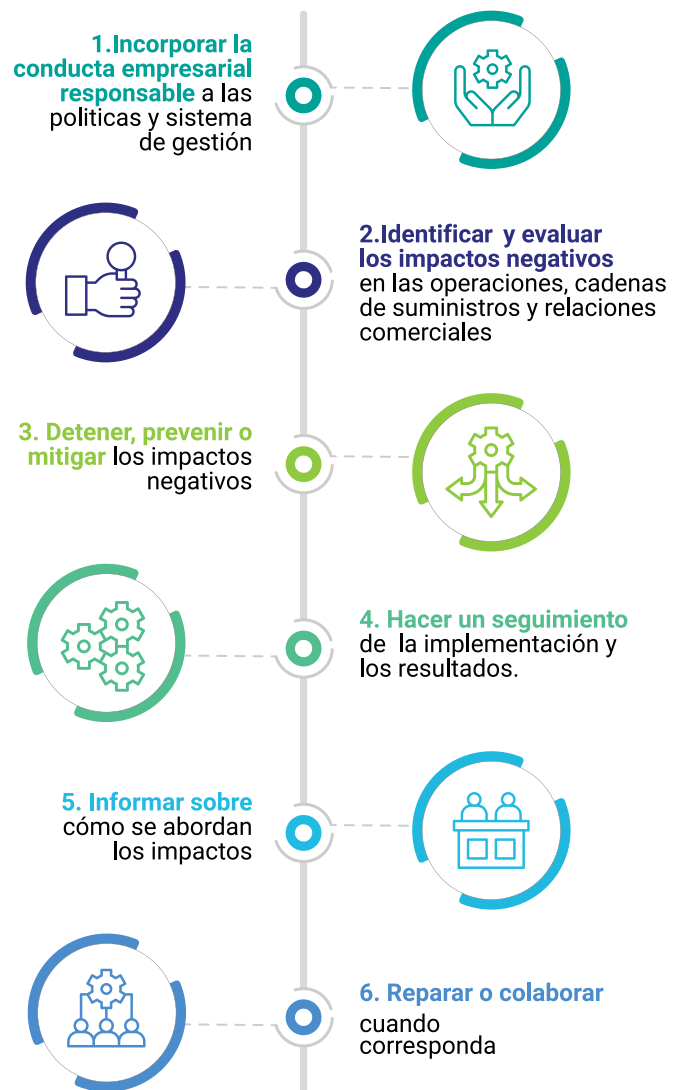 1.Incorporar la
conducta empresarial
responsable a las
politicas y sistema
de gestión
2.Identificar y evaluar
los impactos negativos
en las operaciones, cadenas
de suministros y relaciones
comerciales
3. Detener, prevenir o
mitigar los impactos
negativos
4. Hacer un seguimiento
de la implementación y
los resultados.
5. Informar sobre
cómo se abordan
los impactos
6. Reparar o colaborar
cuando
corresponda